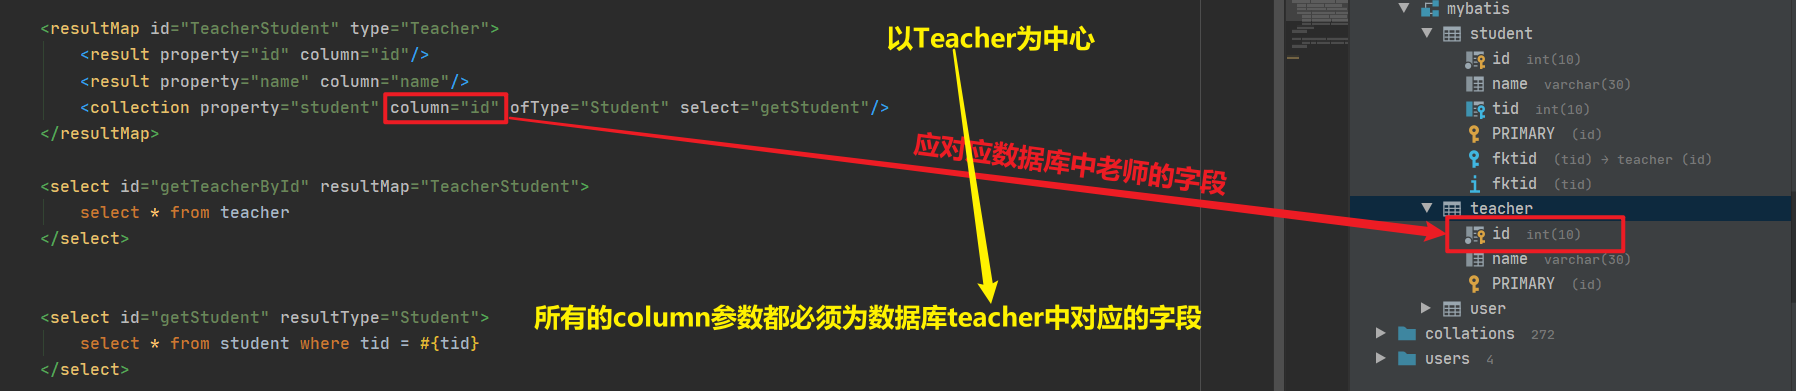 <resultMap id="TeacherStudent" type="Teacher">
<result property="id" column="id"/>
<result property="name" column="name"/>
<collection property="student" column="id" ofType="Student" select="getStudent"/>
</resultMap>
<select id="getTeacherById" resultMap="TeacherStudent">
select * from teacher
</select>
<select id="getStudent" resultType="Student">
select * from student where tid = #{tid}
</select>
以Teacher为中心
应对应数据库中老师的字段
所有的column参数都必须为数据库teacher中对应的字段
mybatis
student
id int(10)
name varchar(30)
tid int(10)
PRIMARY (id)
fktid (tid) → teacher (id)
fktid (tid)
teacher
id int(10)
name varchar(30)
PRIMARY (id)
user
collations 272
users 4